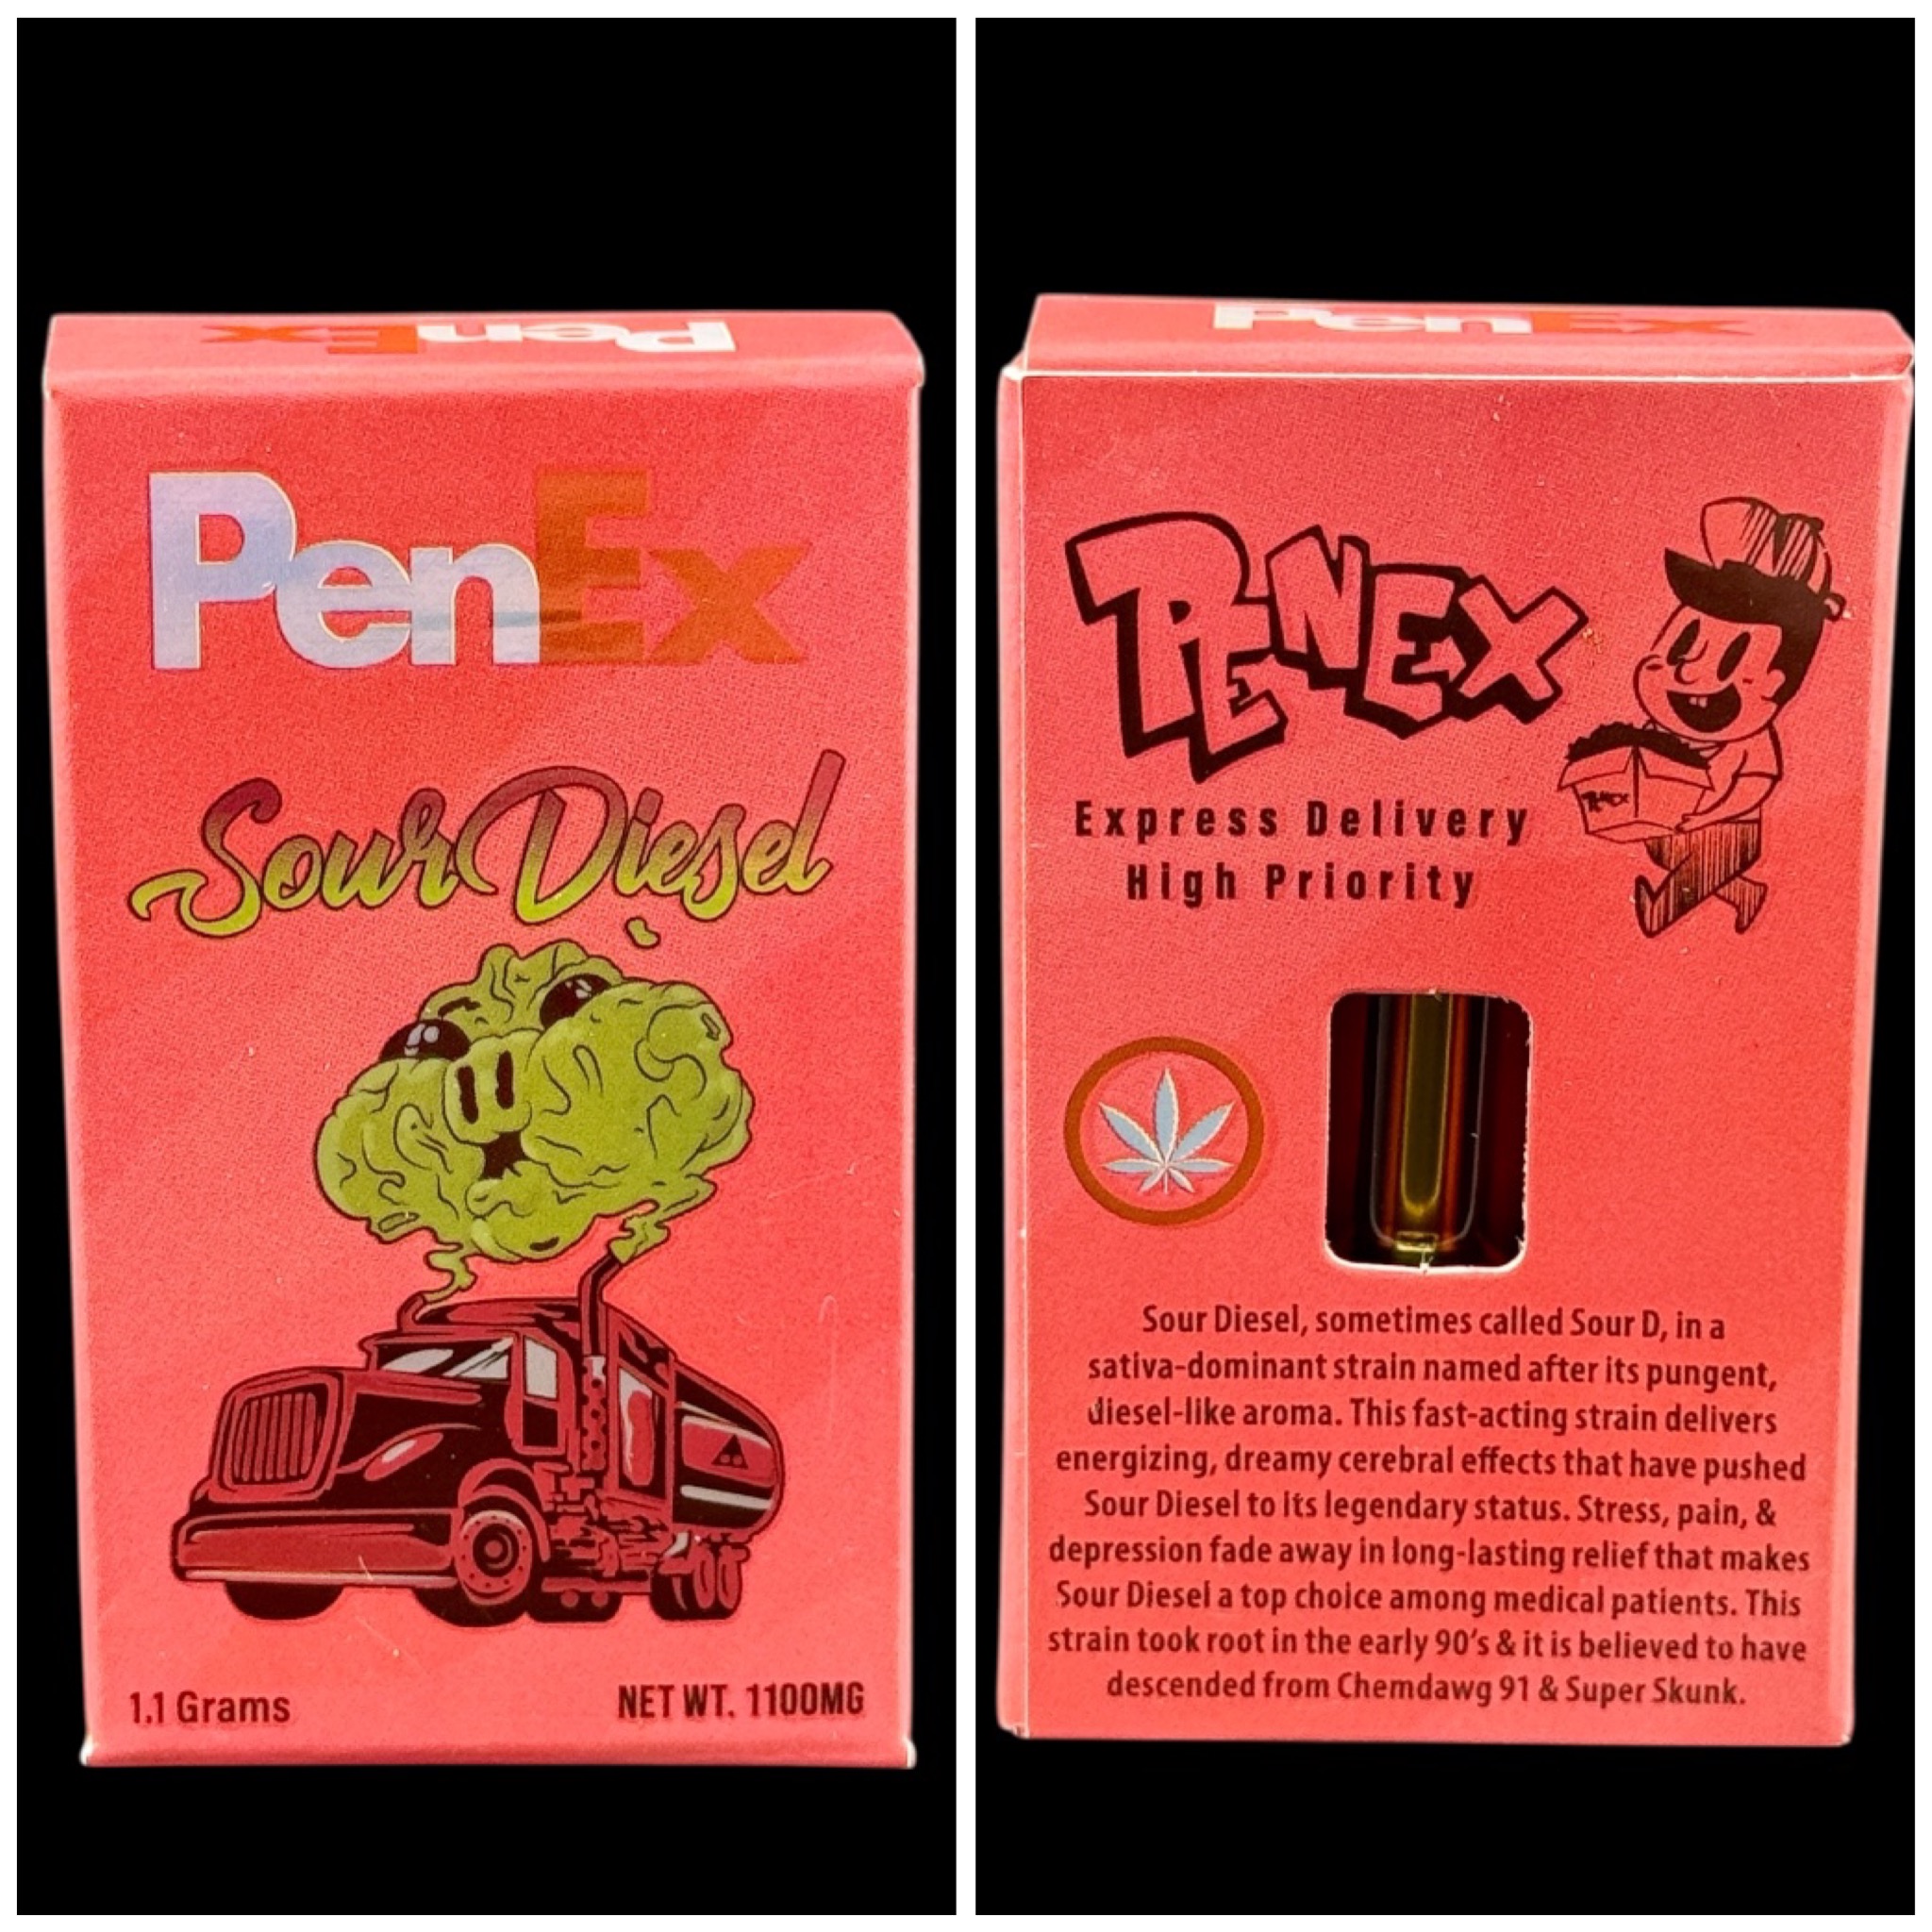 PenEx
PenEx
Sour Diesel
1.1 Grams
NET WT. 1100MG
PenEx
PENEX
PENEX
Express Delivery
High Priority
Sour Diesel, sometimes called Sour D, in a
sativa-dominant strain named after its pungent,
diesel-like aroma. This fast-acting strain delivers
energizing, dreamy cerebral effects that have pushed
Sour Diesel to its legendary status. Stress, pain, &
depression fade away in long-lasting relief that makes
Sour Diesel a top choice among medical patients. This
strain took root in the early 90's & it is believed to have
descended from Chemdawg 91 & Super Skunk.